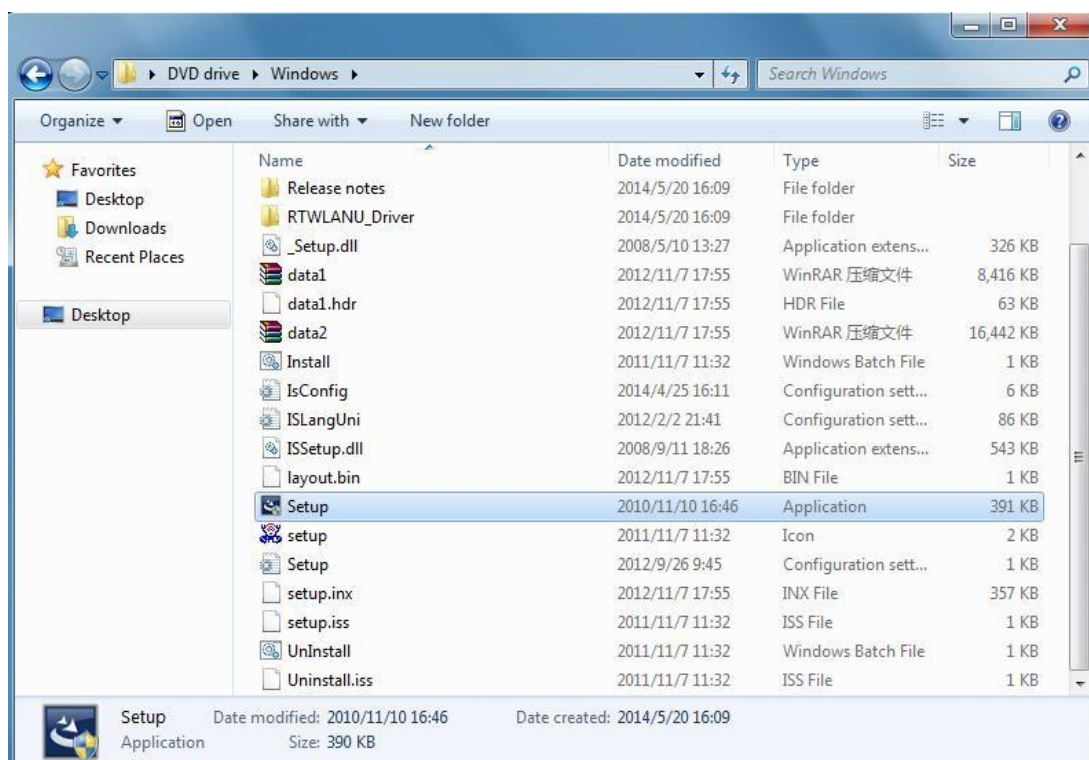 DVD drive Windows Search Windows
Organize Open Share with New folder
Favorites
Desktop
Downloads
Recent Places
Desktop
Name Date modified Type Size
Release notes 2014/5/20 16:09 File folder
RTWLANU_Driver 2014/5/20 16:09 File folder
_Setup.dll 2008/5/10 13:27 Application extens... 326 KB
data1 2012/11/7 17:55 WinRAR 压缩文件 8,416 KB
data1.hdr 2012/11/7 17:55 HDR File 63 KB
data2 2012/11/7 17:55 WinRAR 压缩文件 16,442 KB
Install 2011/11/7 11:32 Windows Batch File 1 KB
IsConfig 2014/4/25 16:11 Configuration sett... 6 KB
ISLangUni 2012/2/2 21:41 Configuration sett... 86 KB
ISSetup.dll 2008/9/11 18:26 Application extens... 543 KB
layout.bin 2012/11/7 17:55 BIN File 1 KB
Setup 2010/11/10 16:46 Application 391 KB
setup 2011/11/7 11:32 Icon 2 KB
Setup 2012/9/26 9:45 Configuration sett... 1 KB
setup.inx 2012/11/7 17:55 INX File 357 KB
setup.iss 2011/11/7 11:32 ISS File 1 KB
UnInstall 2011/11/7 11:32 Windows Batch File 1 KB
Uninstall.iss 2011/11/7 11:32 ISS File 1 KB
Setup Date modified: 2010/11/10 16:46 Date created: 2014/5/20 16:09
Application Size: 390 KB